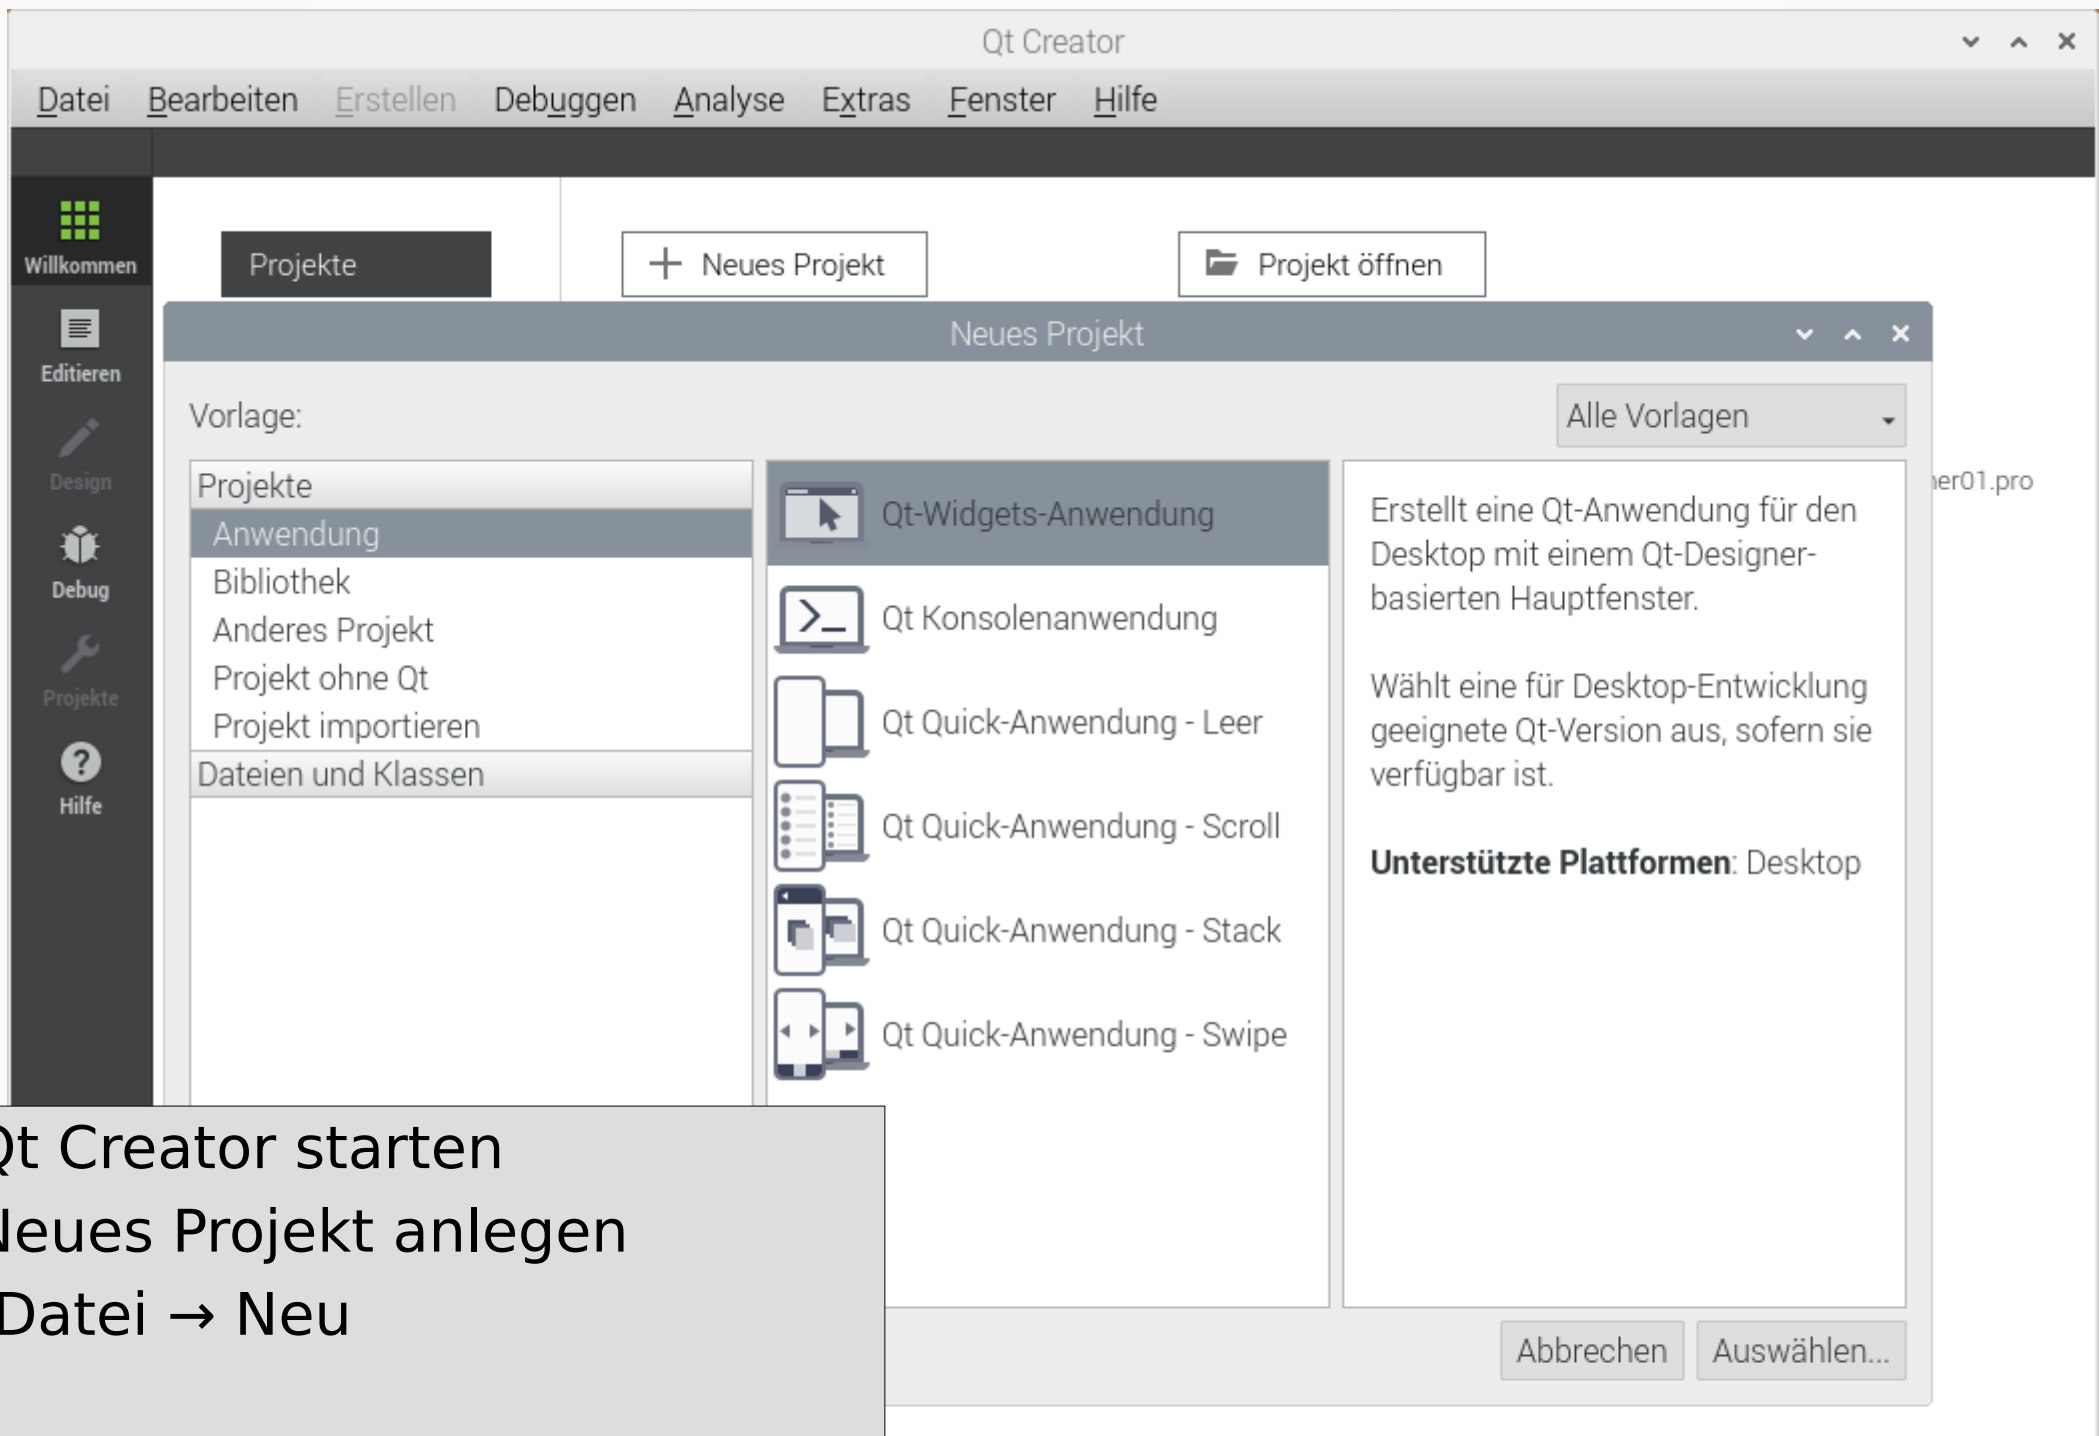 Qt Creator
Datei Bearbeiten Erstellen Debuggen Analyse Extras Fenster Hilfe
Willkommen
Editieren
Design
Debug
Projekte
Hilfe
Projekte
Neues Projekt
Projekt öffnen
Neues Projekt
Vorlage:
Alle Vorlagen
Projekte
Anwendung
Bibliothek
Anderes Projekt
Projekt ohne Qt
Projekt importieren
Dateien und Klassen
Qt-Widgets-Anwendung
Qt Konsolenanwendung
Qt Quick-Anwendung - Leer
Qt Quick-Anwendung - Scroll
Qt Quick-Anwendung - Stack
Qt Quick-Anwendung - Swipe
Erstellt eine Qt-Anwendung für den
Desktop mit einem Qt-Designer-
basierten Hauptfenster.
Wählt eine für Desktop-Entwicklung
geeignete Qt-Version aus, sofern sie
verfügbar ist.
Unterstützte Plattformen: Desktop
er01.pro
Qt Creator starten
Neues Projekt anlegen
Datei → Neu
Abbrechen
Auswählen...